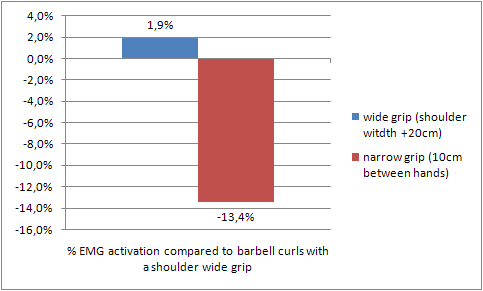 4,0%
2,0%
0,0%
-2,0%
-4,0%
-6,0%
-8,0%
-10,0%
-12,0%
-14,0%
-16,0%
1,9%
-13,4%
% EMG activation compared to barbell curls with
a shoulder wide grip
wide grip (shoulder
witdth +20cm)
narrow grip (10cm
between hands)